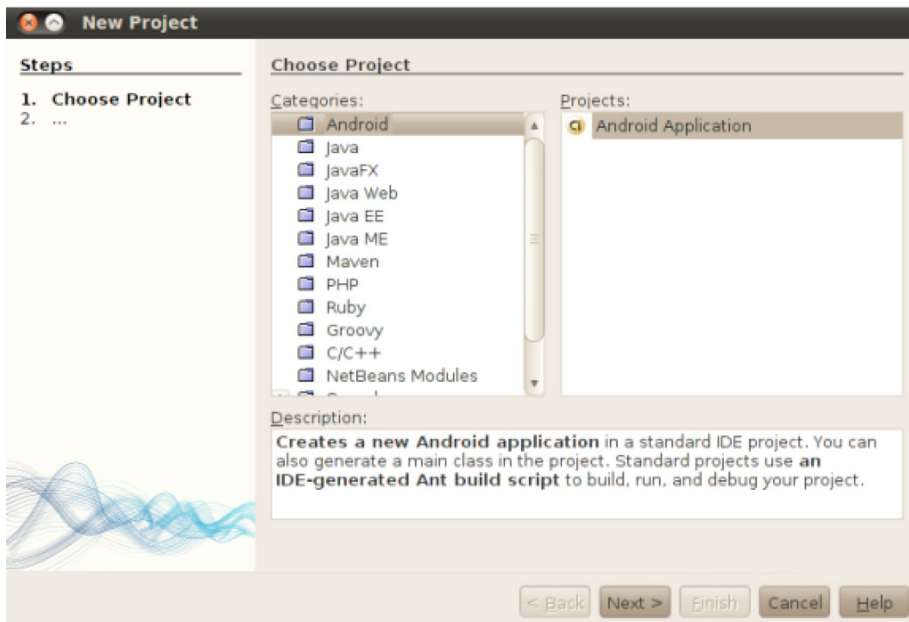 New Project
Steps
1. Choose Project
2. ...
Choose Project
Categories:
Android
Java
JavaFX
Java Web
Java EE
Java ME
Maven
PHP
Ruby
Groovy
C/C++
NetBeans Modules
Projects:
Android Application
Description:
Creates a new Android application in a standard IDE project. You can
also generate a main class in the project. Standard projects use an
IDE-generated Ant build script to build, run, and debug your project.
< Back
Next >
Finish
Cancel
Help